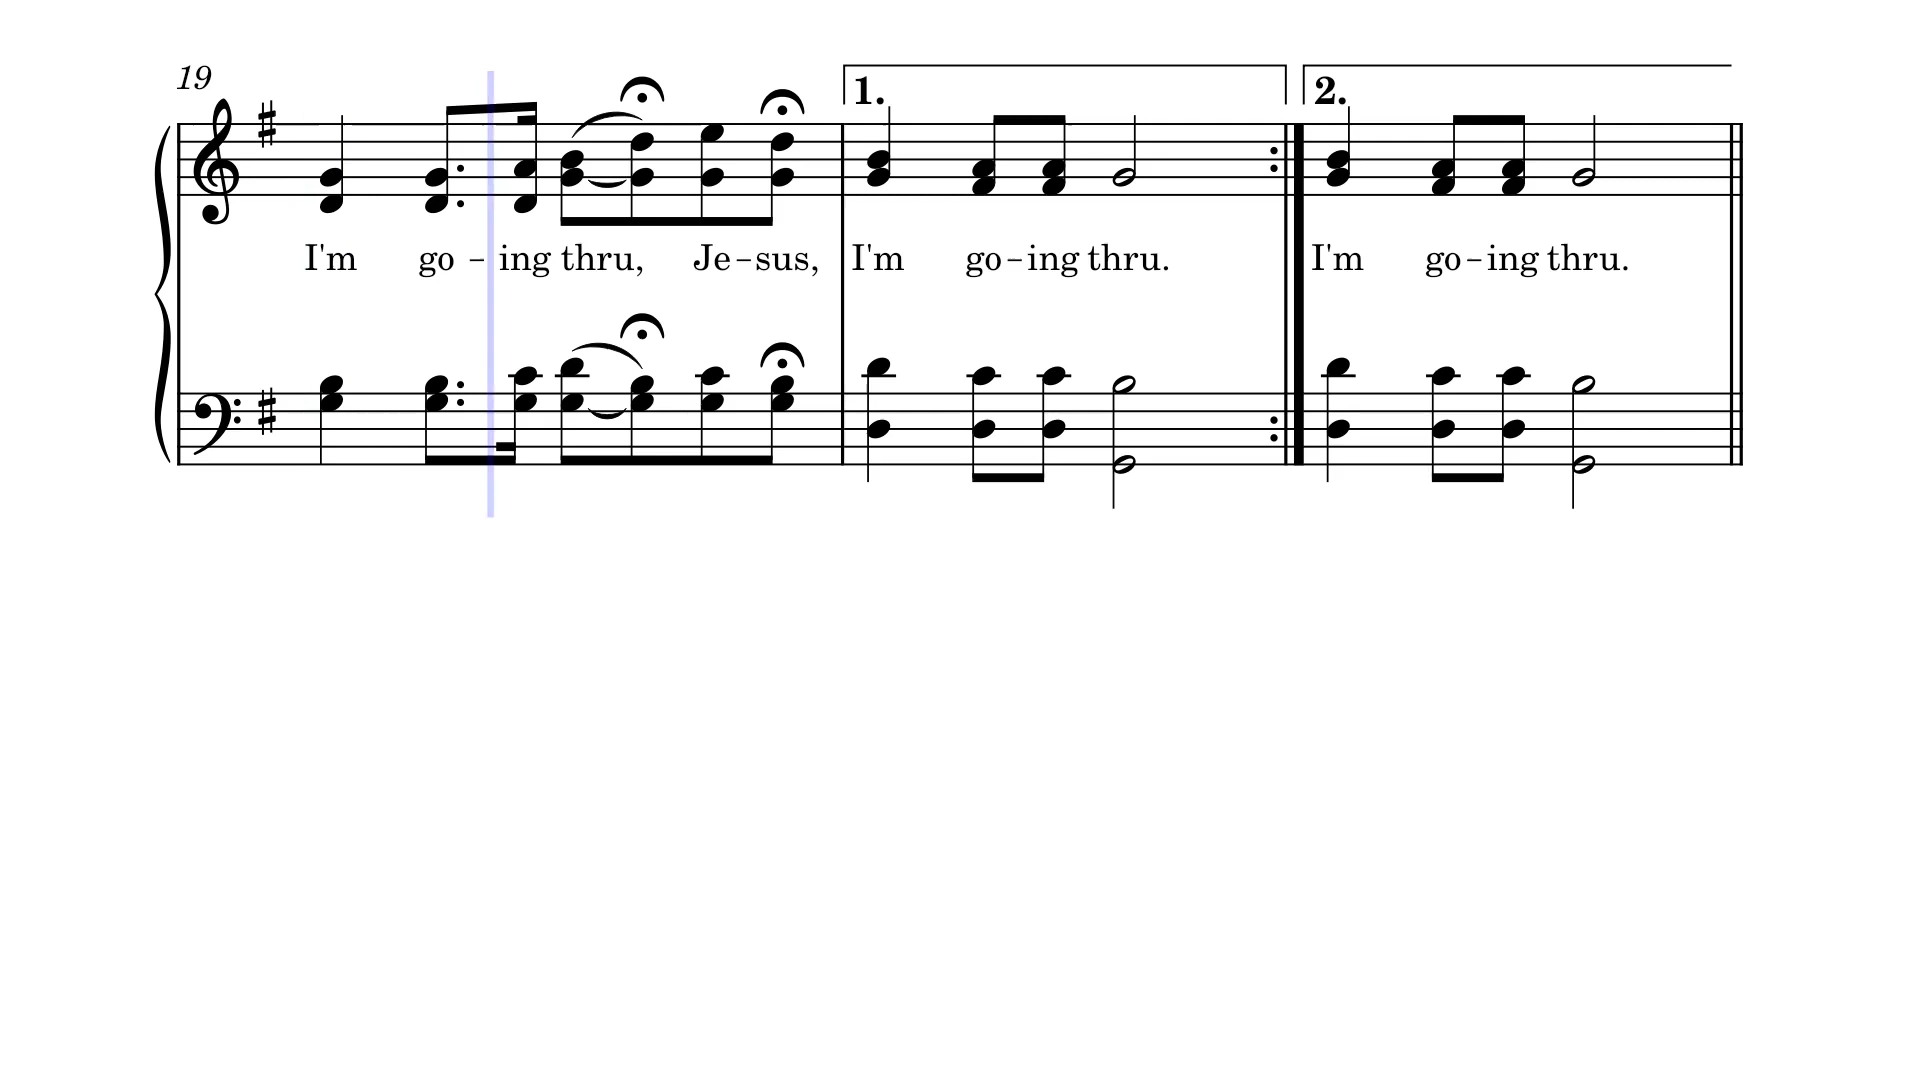 19
1. 2.
I'm go - ing thru, Je - sus, I'm go - ing thru. I'm go - ing thru.